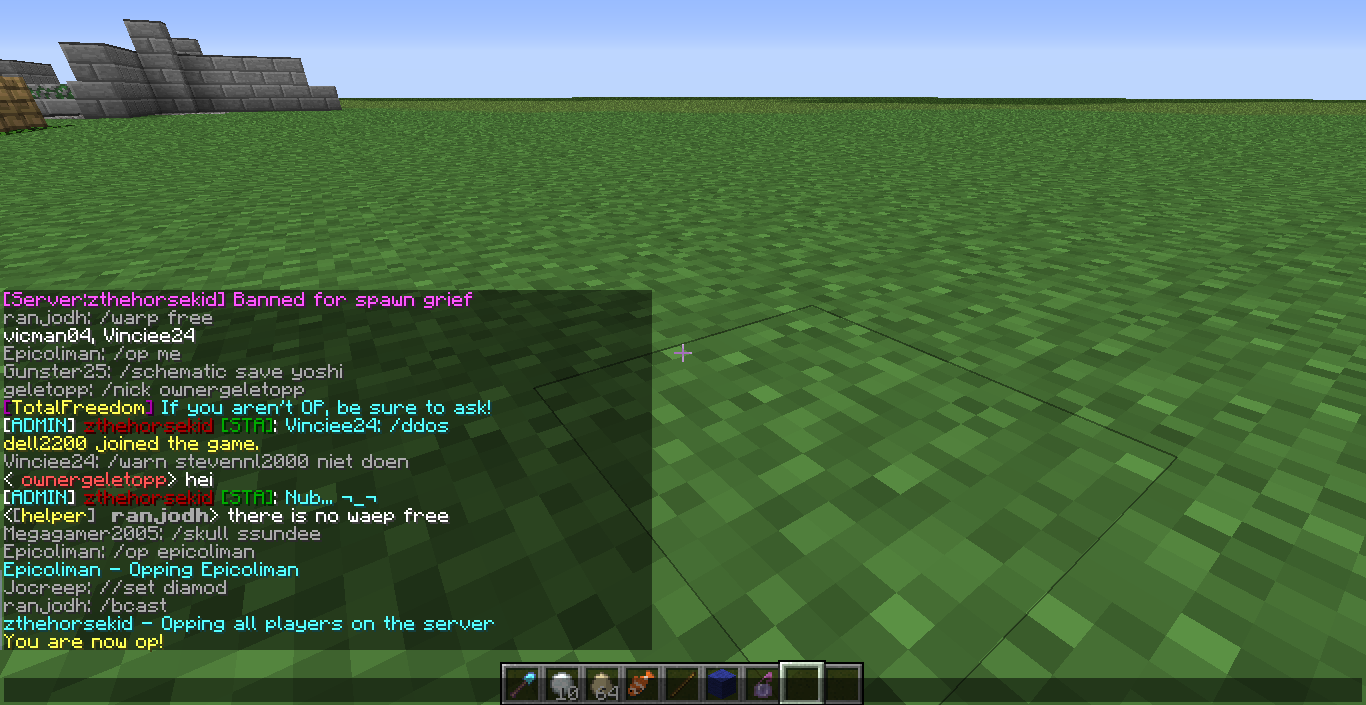 [Server:zthehorsekid] Banned for spawn grief
ranjodh: /warp free
vicman04, Vinciee24
Epicoliman: /op me
Gunster25: /schematic save yoshi
geletopp: /nick ownergeletopp
[TotalFreedom] If you aren't OP, be sure to ask!
[ADMIN] zthehorsekid [STA]: Vinciee24: /ddos
dell2200 joined the game.
Vinciee24: /warn stevennl2000 niet doen
< ownergeletopp> hei
[ADMIN] zthehorsekid [STA]: Nub... ¬_¬
<[helper] ranjodh> there is no waep free
Megagamer2005: /skull ssundee
Epicoliman: /op epicoliman
Epicoliman - Opping Epicoliman
Jocreep: //set diamod
ranjodh: /bcast
zthehorsekid - Opping all players on the server
You are now op!
10 64